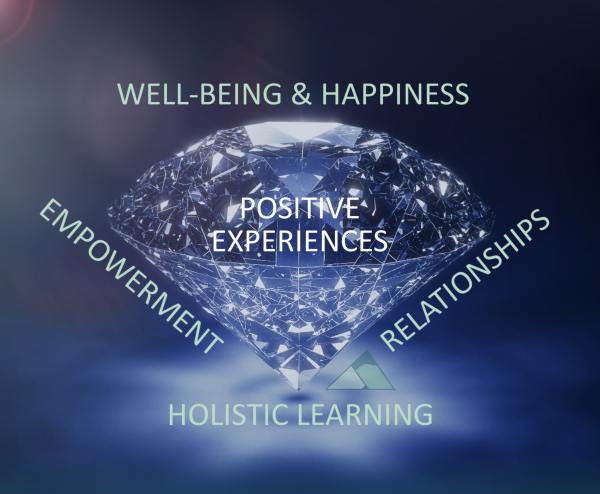 WELL-BEING & HAPPINESS
POSITIVE
EXPERIENCES
EMPOWERMENT
RELATIONSHIPS
HOLISTIC LEARNING